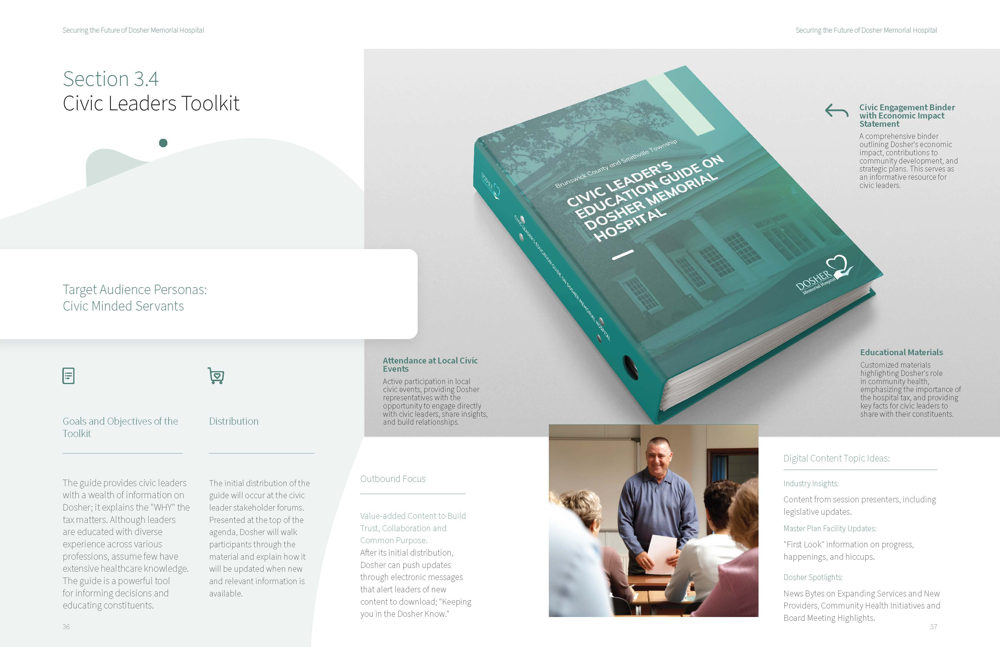 Securing the Future of Dosher Memorial Hospital
Securing the Future of Dosher Memorial Hospital
Section 3.4
Civic Leaders Toolkit
Target Audience Personas:
Civic Minded Servants
Goals and Objectives of the
Toolkit
The guide provides civic leaders
with a wealth of information on
Dosher; it explains the "WHY" the
tax matters. Although leaders
are educated with diverse
experience across various
professions, assume few have
extensive healthcare knowledge.
The guide is a powerful tool
for informing decisions and
educating constituents.
Distribution
The initial distribution of the
guide will occur at the civic
leader stakeholder forums.
Presented at the top of the
agenda, Dosher will walk
participants through the
material and explain how it
will be updated when new
and relevant information is
available.
36
Brunswick County and Smithville Township
CIVIC LEADER'S
EDUCATION GUIDE ON
DOSHER MEMORIAL
HOSPITAL
DOSHER
Memorial Hospital
DOSHER
CIVIC LEADER'S EDUCATION GUIDE ON DOSHER MEMORIAL HOSPITAL
Civic Engagement Binder
with Economic Impact
Statement
A comprehensive binder
outlining Dosher's economic
impact, contributions to
community development, and
strategic plans. This serves as
an informative resource for
civic leaders.
Attendance at Local Civic
Events
Active participation in local
civic events, providing Dosher
representatives with the
opportunity to engage directly
with civic leaders, share insights,
and build relationships.
Educational Materials
Customized materials
highlighting Dosher's role
in community health,
emphasizing the importance of
the hospital tax, and providing
key facts for civic leaders to
share with their constituents.
Outbound Focus
Value-added Content to Build
Trust, Collaboration and
Common Purpose.
After its initial distribution,
Dosher can push updates
through electronic messages
that alert leaders of new
content to download; "Keeping
you in the Dosher Know."
Digital Content Topic Ideas:
Industry Insights:
Content from session presenters, including
legislative updates.
Master Plan Facility Updates:
"First Look" information on progress,
happenings, and hiccups.
Dosher Spotlights:
News Bytes on Expanding Services and New
Providers, Community Health Initiatives and
Board Meeting Highlights.
37